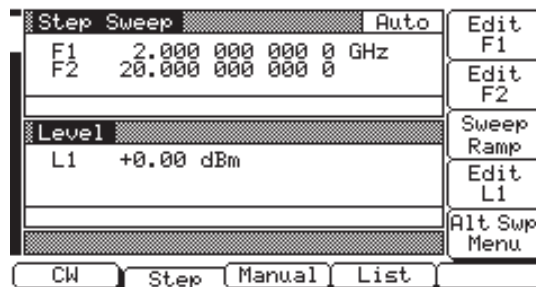 Step Sweep Auto
F1 2.000 000 000 0 GHz
F2 20.000 000 000 0
Level
L1 +0.00 dBm
Edit
F1
Edit
F2
Sweep
Ramp
Edit
L1
Alt Swp
Menu
CW Step Manual List